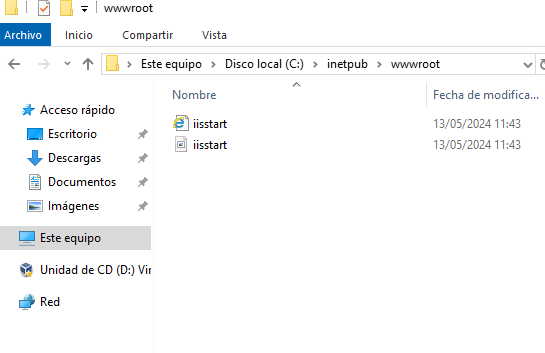 wwwroot
Archivo Inicio Compartir Vista
Este equipo Disco local (C:) inetpub wwwroot
Nombre Fecha de modifica...
Acceso rápido
Escritorio
Descargas
Documentos
Imágenes
Este equipo
Unidad de CD (D:) Vir
Red
iisstart 13/05/2024 11:43
iisstart 13/05/2024 11:43